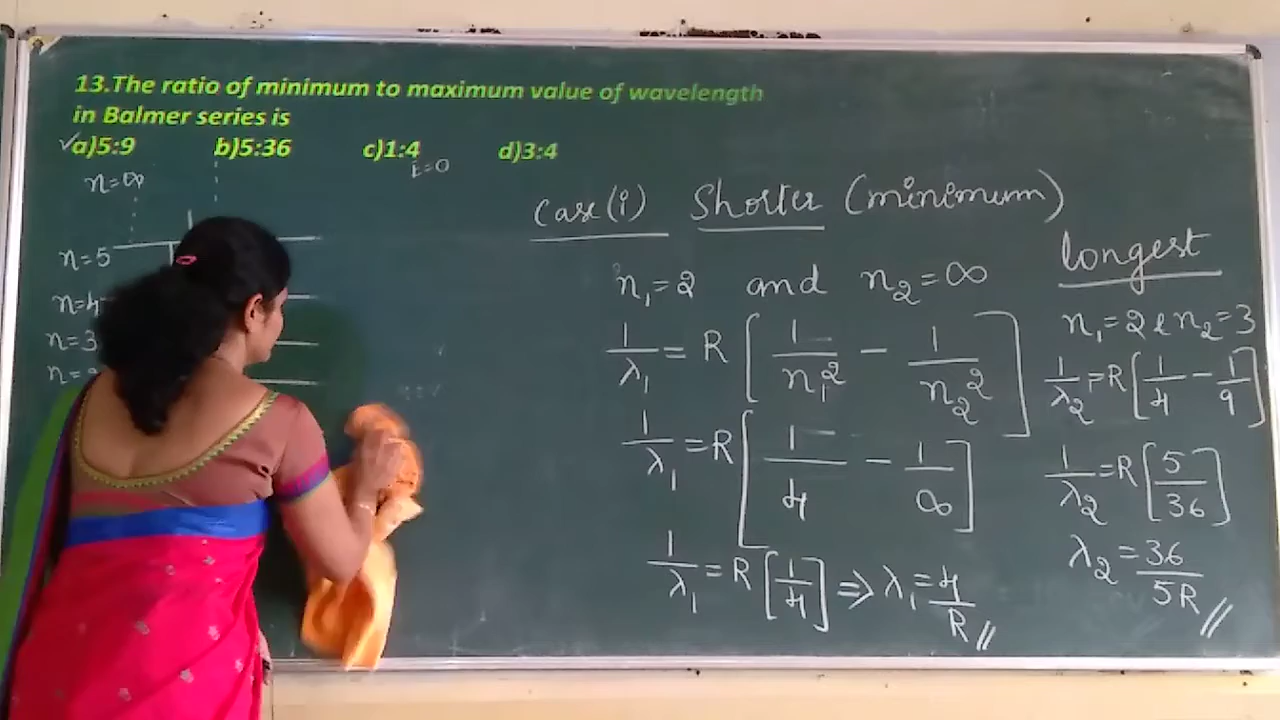 13.The ratio of minimum to maximum value of wavelength
in Balmer series is
✓a)5:9 b)5:36 c)1:4 d)3:4
n=∞
n=5
n=4
n=3
n=
Case(i) Shorter (minimum)
n₁=2 and n₂=∞
1/λ₁ = R [1/n₁² − 1/n₂²]
1/λ₁ = R [1/4 − 1/∞]
1/λ₁ = R [1/4] ⇒ λ₁ = 4/R //
longest
n₁=2 & n₂=3
1/λ₂ = R [1/4 − 1/9]
1/λ₂ = R [5/36]
λ₂ = 36/5R //